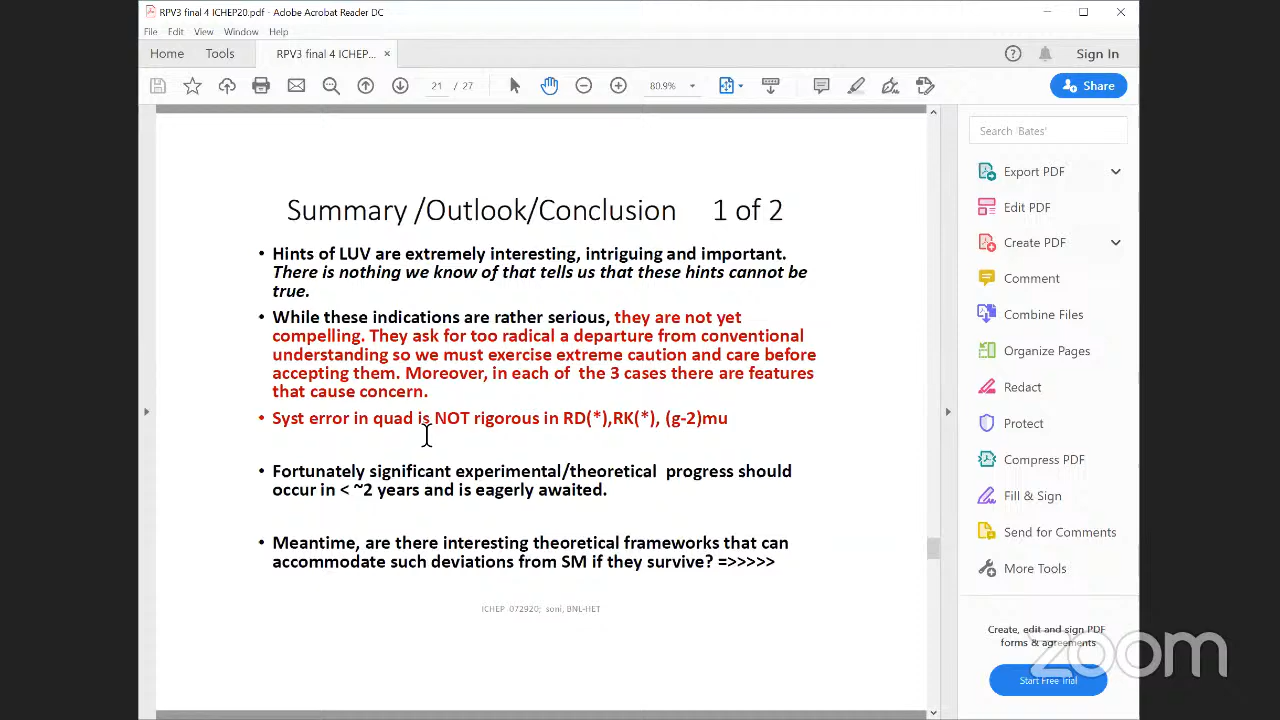 RPV3 final 4 ICHEP20.pdf - Adobe Acrobat Reader DC
File Edit View Window Help
Home Tools RPV3 final 4 ICHEP... × Sign In
21 / 27 80.9% Share
Search 'Bates'
Export PDF
Edit PDF
Create PDF
Comment
Combine Files
Organize Pages
Redact
Protect
Compress PDF
Fill & Sign
Send for Comments
More Tools
Create, edit and sign PDF
forms & agreements
Start Free Trial
Summary /Outlook/Conclusion 1 of 2
• Hints of LUV are extremely interesting, intriguing and important.
There is nothing we know of that tells us that these hints cannot be
true.
• While these indications are rather serious, they are not yet
compelling. They ask for too radical a departure from conventional
understanding so we must exercise extreme caution and care before
accepting them. Moreover, in each of the 3 cases there are features
that cause concern.
• Syst error in quad is NOT rigorous in RD(*),RK(*), (g-2)mu
• Fortunately significant experimental/theoretical progress should
occur in < ~2 years and is eagerly awaited.
• Meantime, are there interesting theoretical frameworks that can
accommodate such deviations from SM if they survive? =>>>>>
ICHEP 072920; soni, BNL-HET
zoom